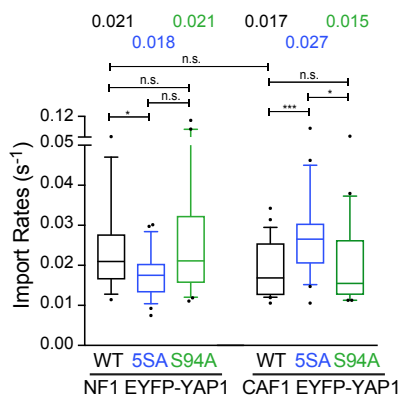 0.021 0.021 0.017 0.015
0.018 0.027
n.s.
n.s. n.s.
n.s.
* *** *
0.12
0.05
0.04
0.03
0.02
0.01
0.00
Import Rates (s-1)
WT 5SA S94A WT 5SA S94A
NF1 EYFP-YAP1 CAF1 EYFP-YAP1